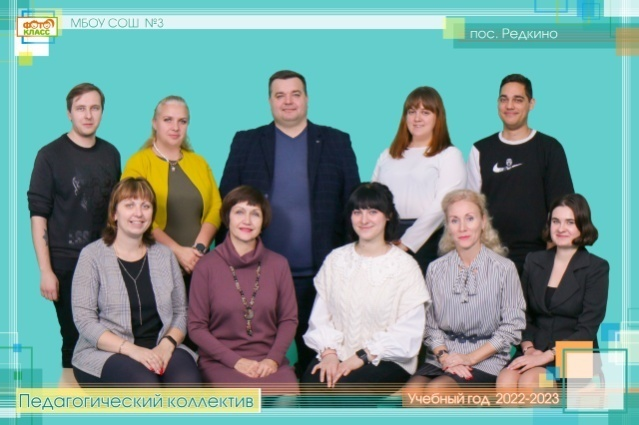 ФОТО
КЛАСС
МБОУ СОШ №3
пос. Редкино
Педагогический коллектив
Учебный год 2022-2023